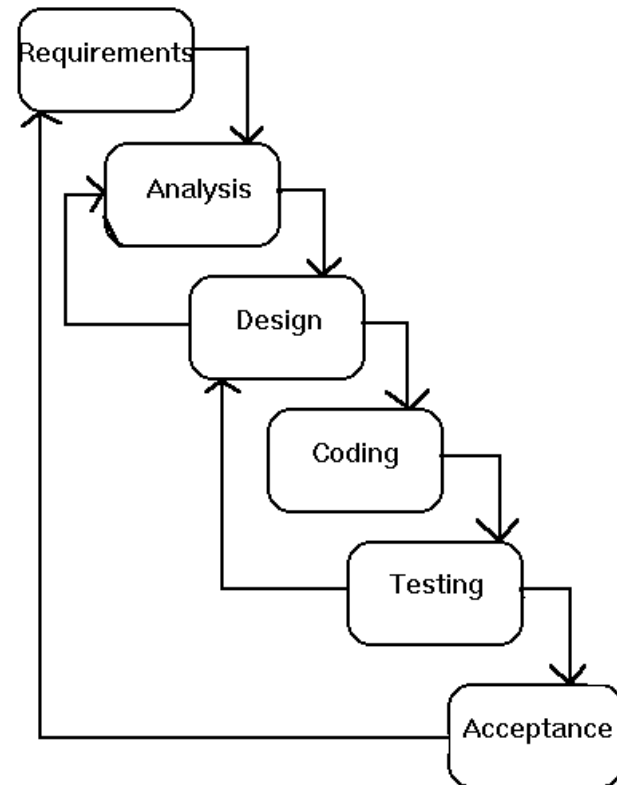 Requirements
Analysis
Design
Coding
Testing
Acceptance